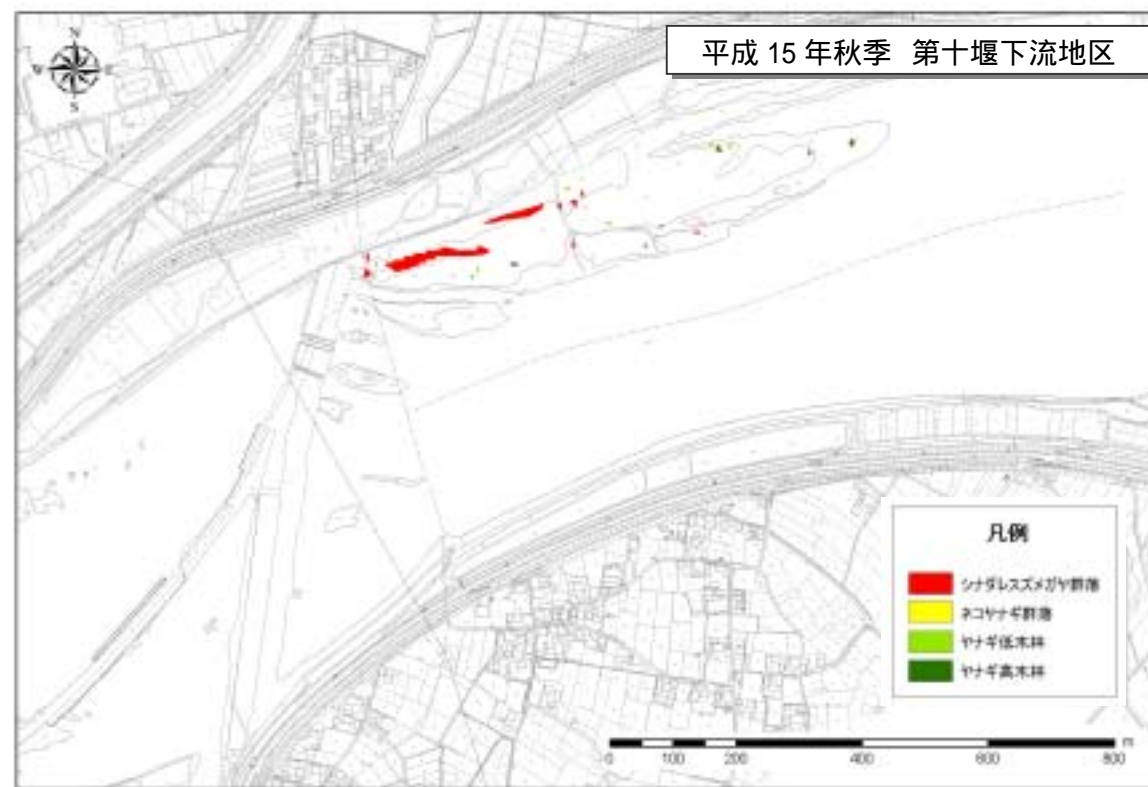 平成 15 年秋季 第十堰下流地区
N
E
S
凡例
シナダレスズメガヤ群落
ネコヤナギ群落
ヤナギ低木林
ヤナギ高木林
0 100 200 400 600 800 m